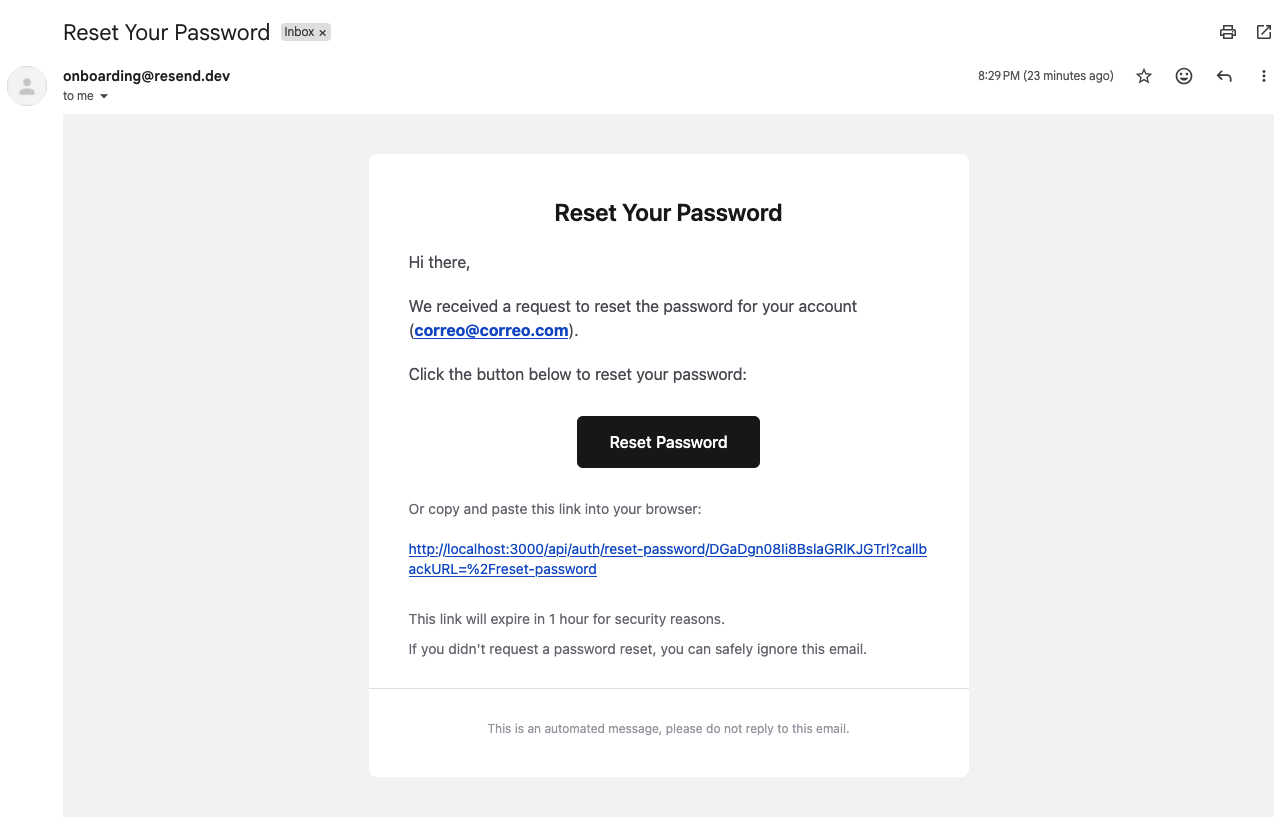 Reset Your Password Inbox ×
onboarding@resend.dev 8:29 PM (23 minutes ago)
to me
Reset Your Password
Hi there,
We received a request to reset the password for your account
(correo@correo.com).
Click the button below to reset your password:
Reset Password
Or copy and paste this link into your browser:
http://localhost:3000/api/auth/reset-password/DGaDgn08Ii8BslaGRlKJGTrl?callb
ackURL=%2Freset-password
This link will expire in 1 hour for security reasons.
If you didn't request a password reset, you can safely ignore this email.
This is an automated message, please do not reply to this email.